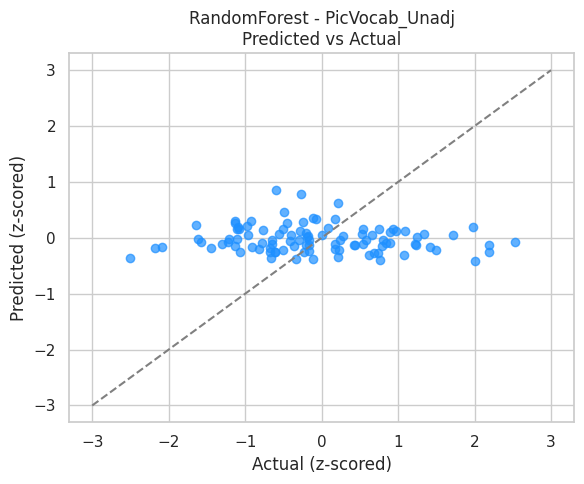 RandomForest - PicVocab_Unadj
Predicted vs Actual
Predicted (z-scored)
3
2
1
0
−1
−2
−3
−3 −2 −1 0 1 2 3
Actual (z-scored)